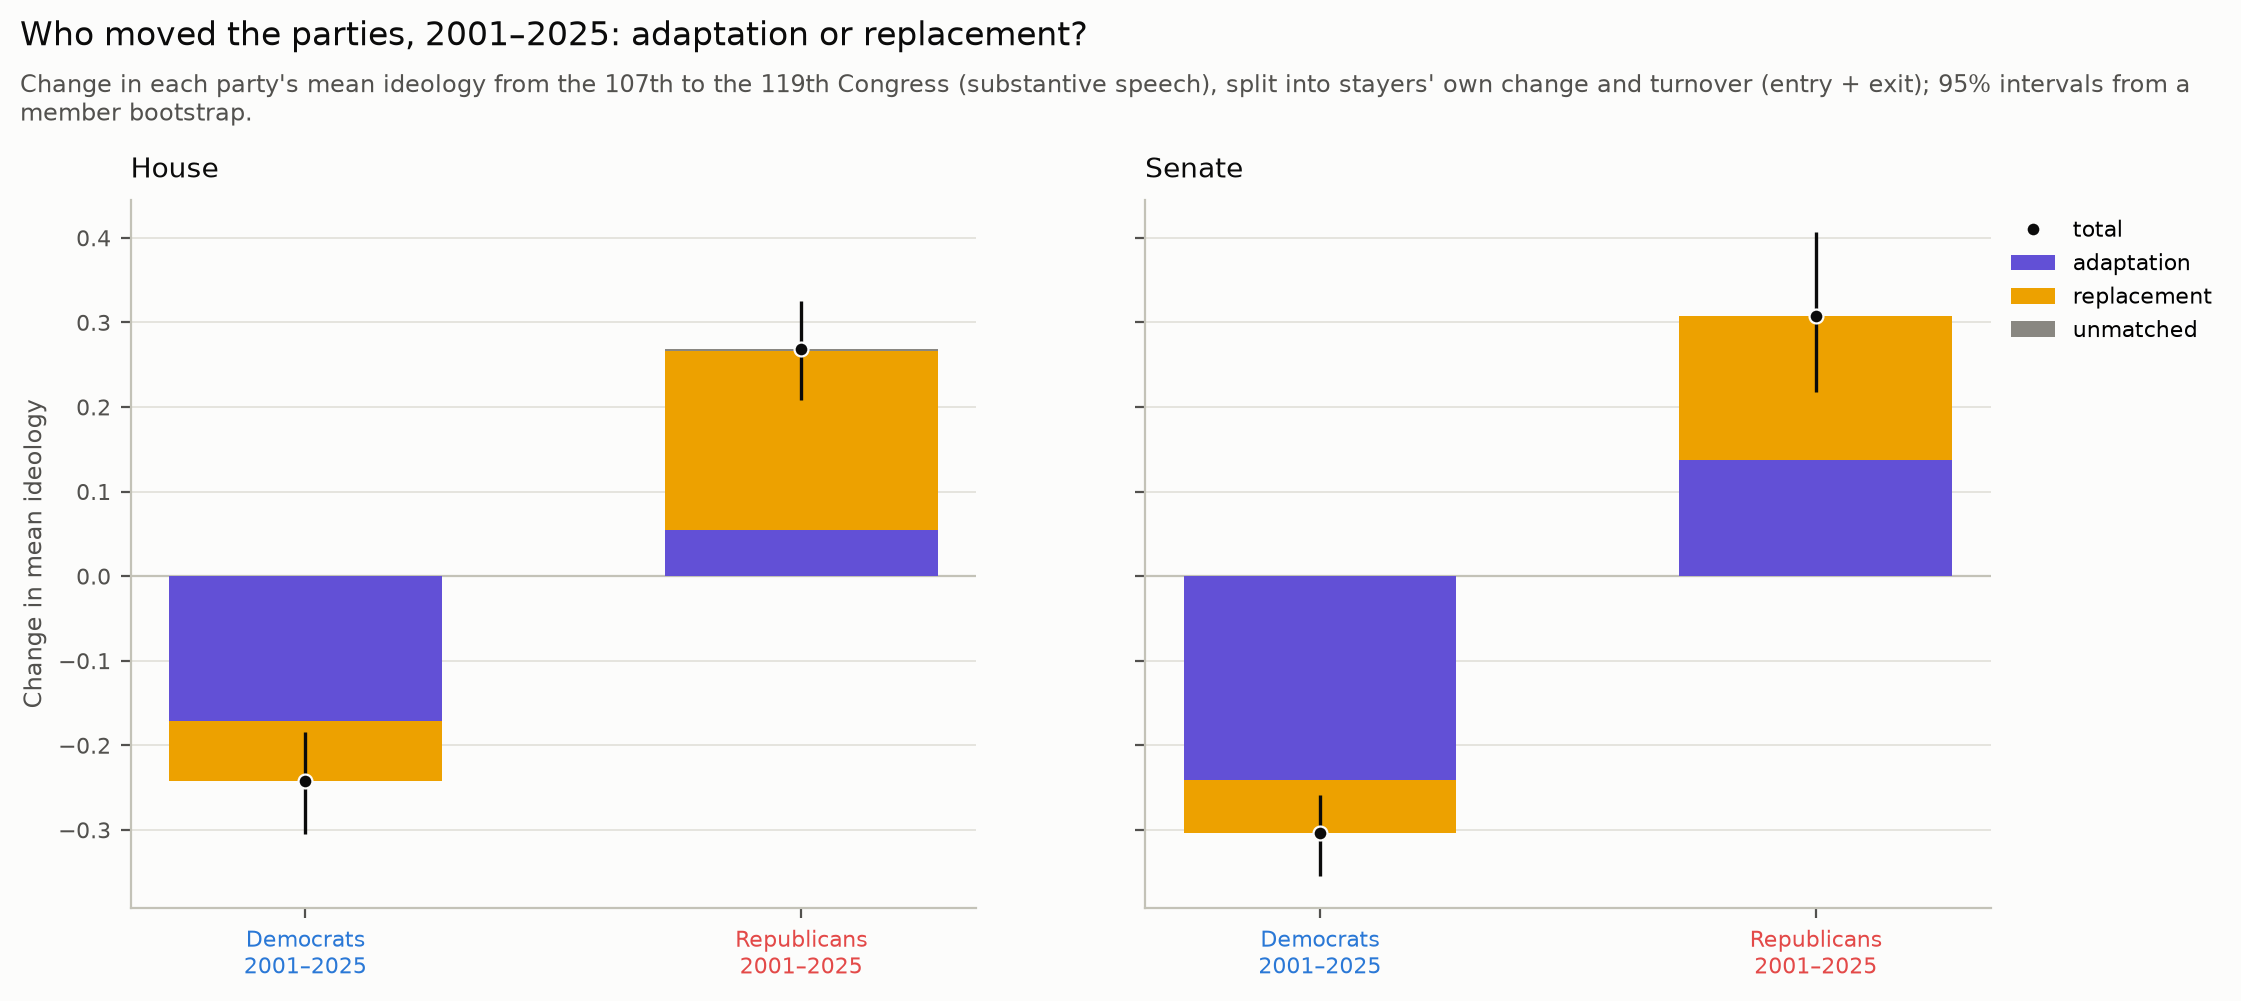 Who moved the parties, 2001–2025: adaptation or replacement?
Change in each party's mean ideology from the 107th to the 119th Congress (substantive speech), split into stayers' own change and turnover (entry + exit); 95% intervals from a
member bootstrap.
House
Senate
Change in mean ideology
0.4
0.3
0.2
0.1
0.0
−0.1
−0.2
−0.3
total
adaptation
replacement
unmatched
Democrats
2001–2025
Republicans
2001–2025
Democrats
2001–2025
Republicans
2001–2025